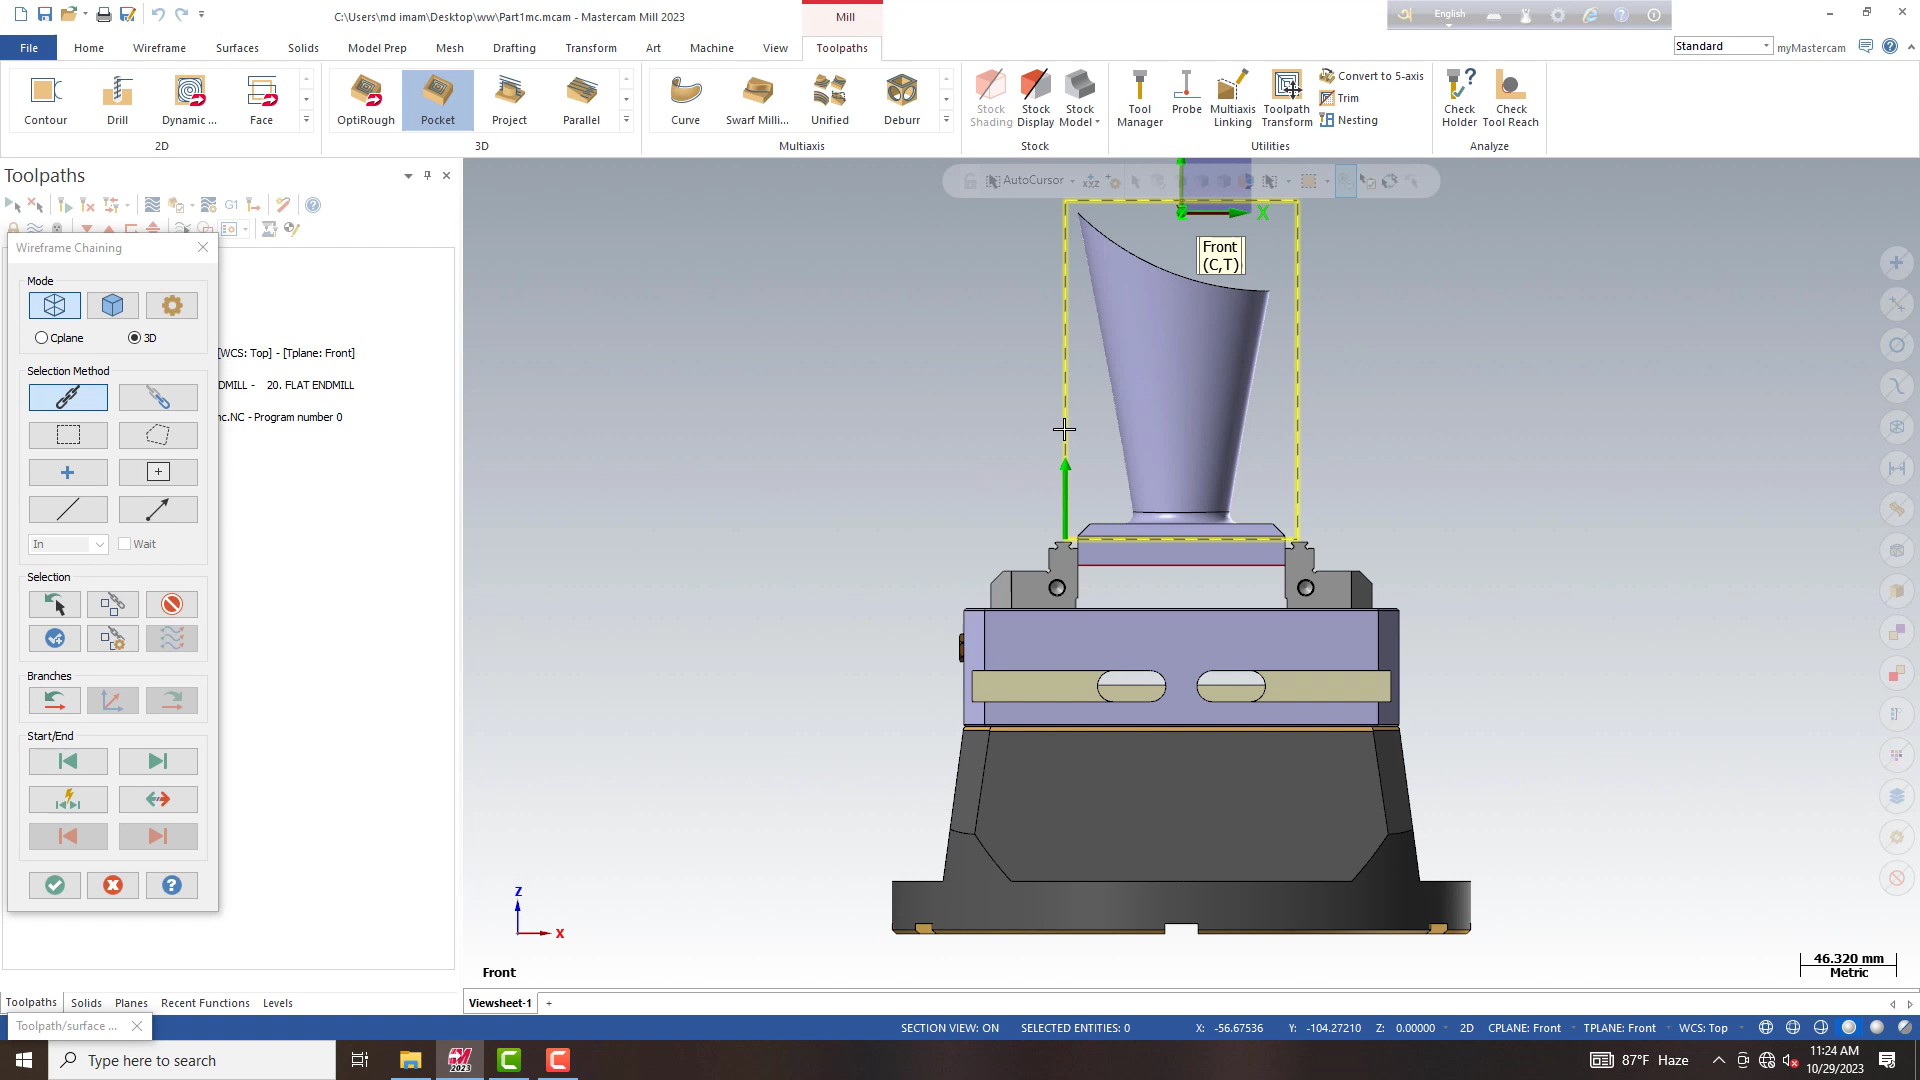 C:\Users\md imam\Desktop\ww\Part1mc.mcam - Mastercam Mill 2023
Mill
English
File
Home
Wireframe
Surfaces
Solids
Model Prep
Mesh
Drafting
Transform
Art
Machine
View
Toolpaths
Standard
myMastercam
Contour
Drill
Dynamic ...
Face
2D
OptiRough
Pocket
Project
Parallel
3D
Curve
Swarf Milli...
Unified
Deburr
Multiaxis
Stock Shading
Stock Display
Stock Model
Stock
Tool Manager
Probe
Multiaxis Linking
Toolpath Transform
Convert to 5-axis
Trim
Nesting
Utilities
Check Holder
Check Tool Reach
Analyze
Toolpaths
G1
Wireframe Chaining
Mode
Cplane
3D
Selection Method
In
Wait
Selection
Branches
Start/End
[WCS: Top] - [Tplane: Front]
DMILL - 20. FLAT ENDMILL
nc.NC - Program number 0
AutoCursor
X
Front
(C,T)
Z
X
Front
46.320 mm
Metric
Toolpaths
Solids
Planes
Recent Functions
Levels
Viewsheet-1
+
Toolpath/surface ...
SECTION VIEW: ON
SELECTED ENTITIES: 0
X: -56.67536
Y: -104.27210
Z: 0.00000
2D
CPLANE: Front
TPLANE: Front
WCS: Top
Type here to search
2023
87°F Haze
11:24 AM
10/29/2023